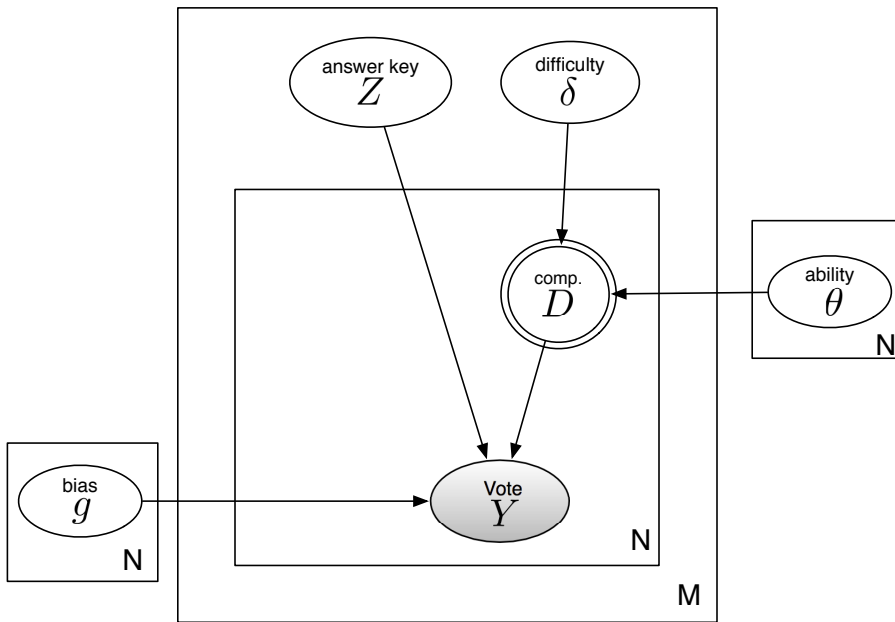 answer key
Z
difficulty
δ
comp.
D
ability
θ
N
bias
g
N
Vote
Y
N
M